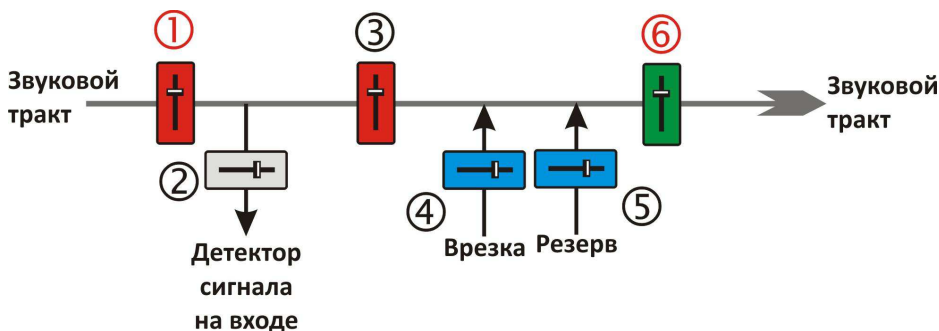 ①
③
⑥
Звуковой
тракт
Звуковой
тракт
②
④
⑤
Врезка
Резерв
Детектор
сигнала
на входе